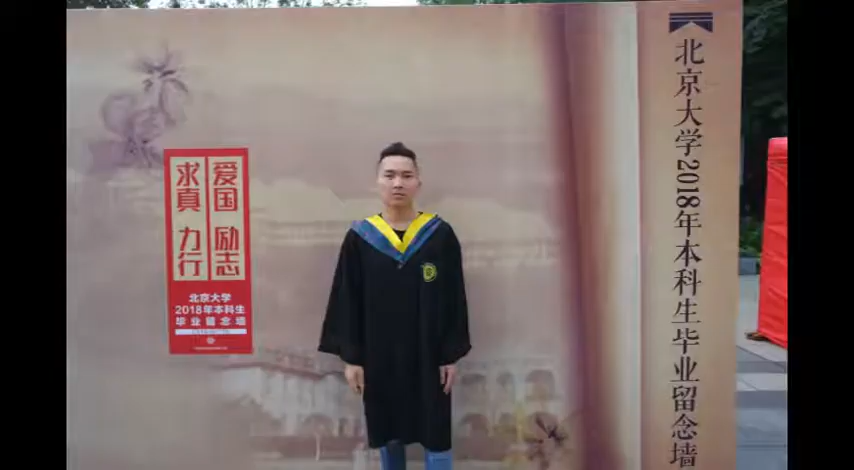 爱国 励志
求真 力行
北京大学
2018年本科生
毕业留念墙
北京大学2018年本科生毕业留念墙